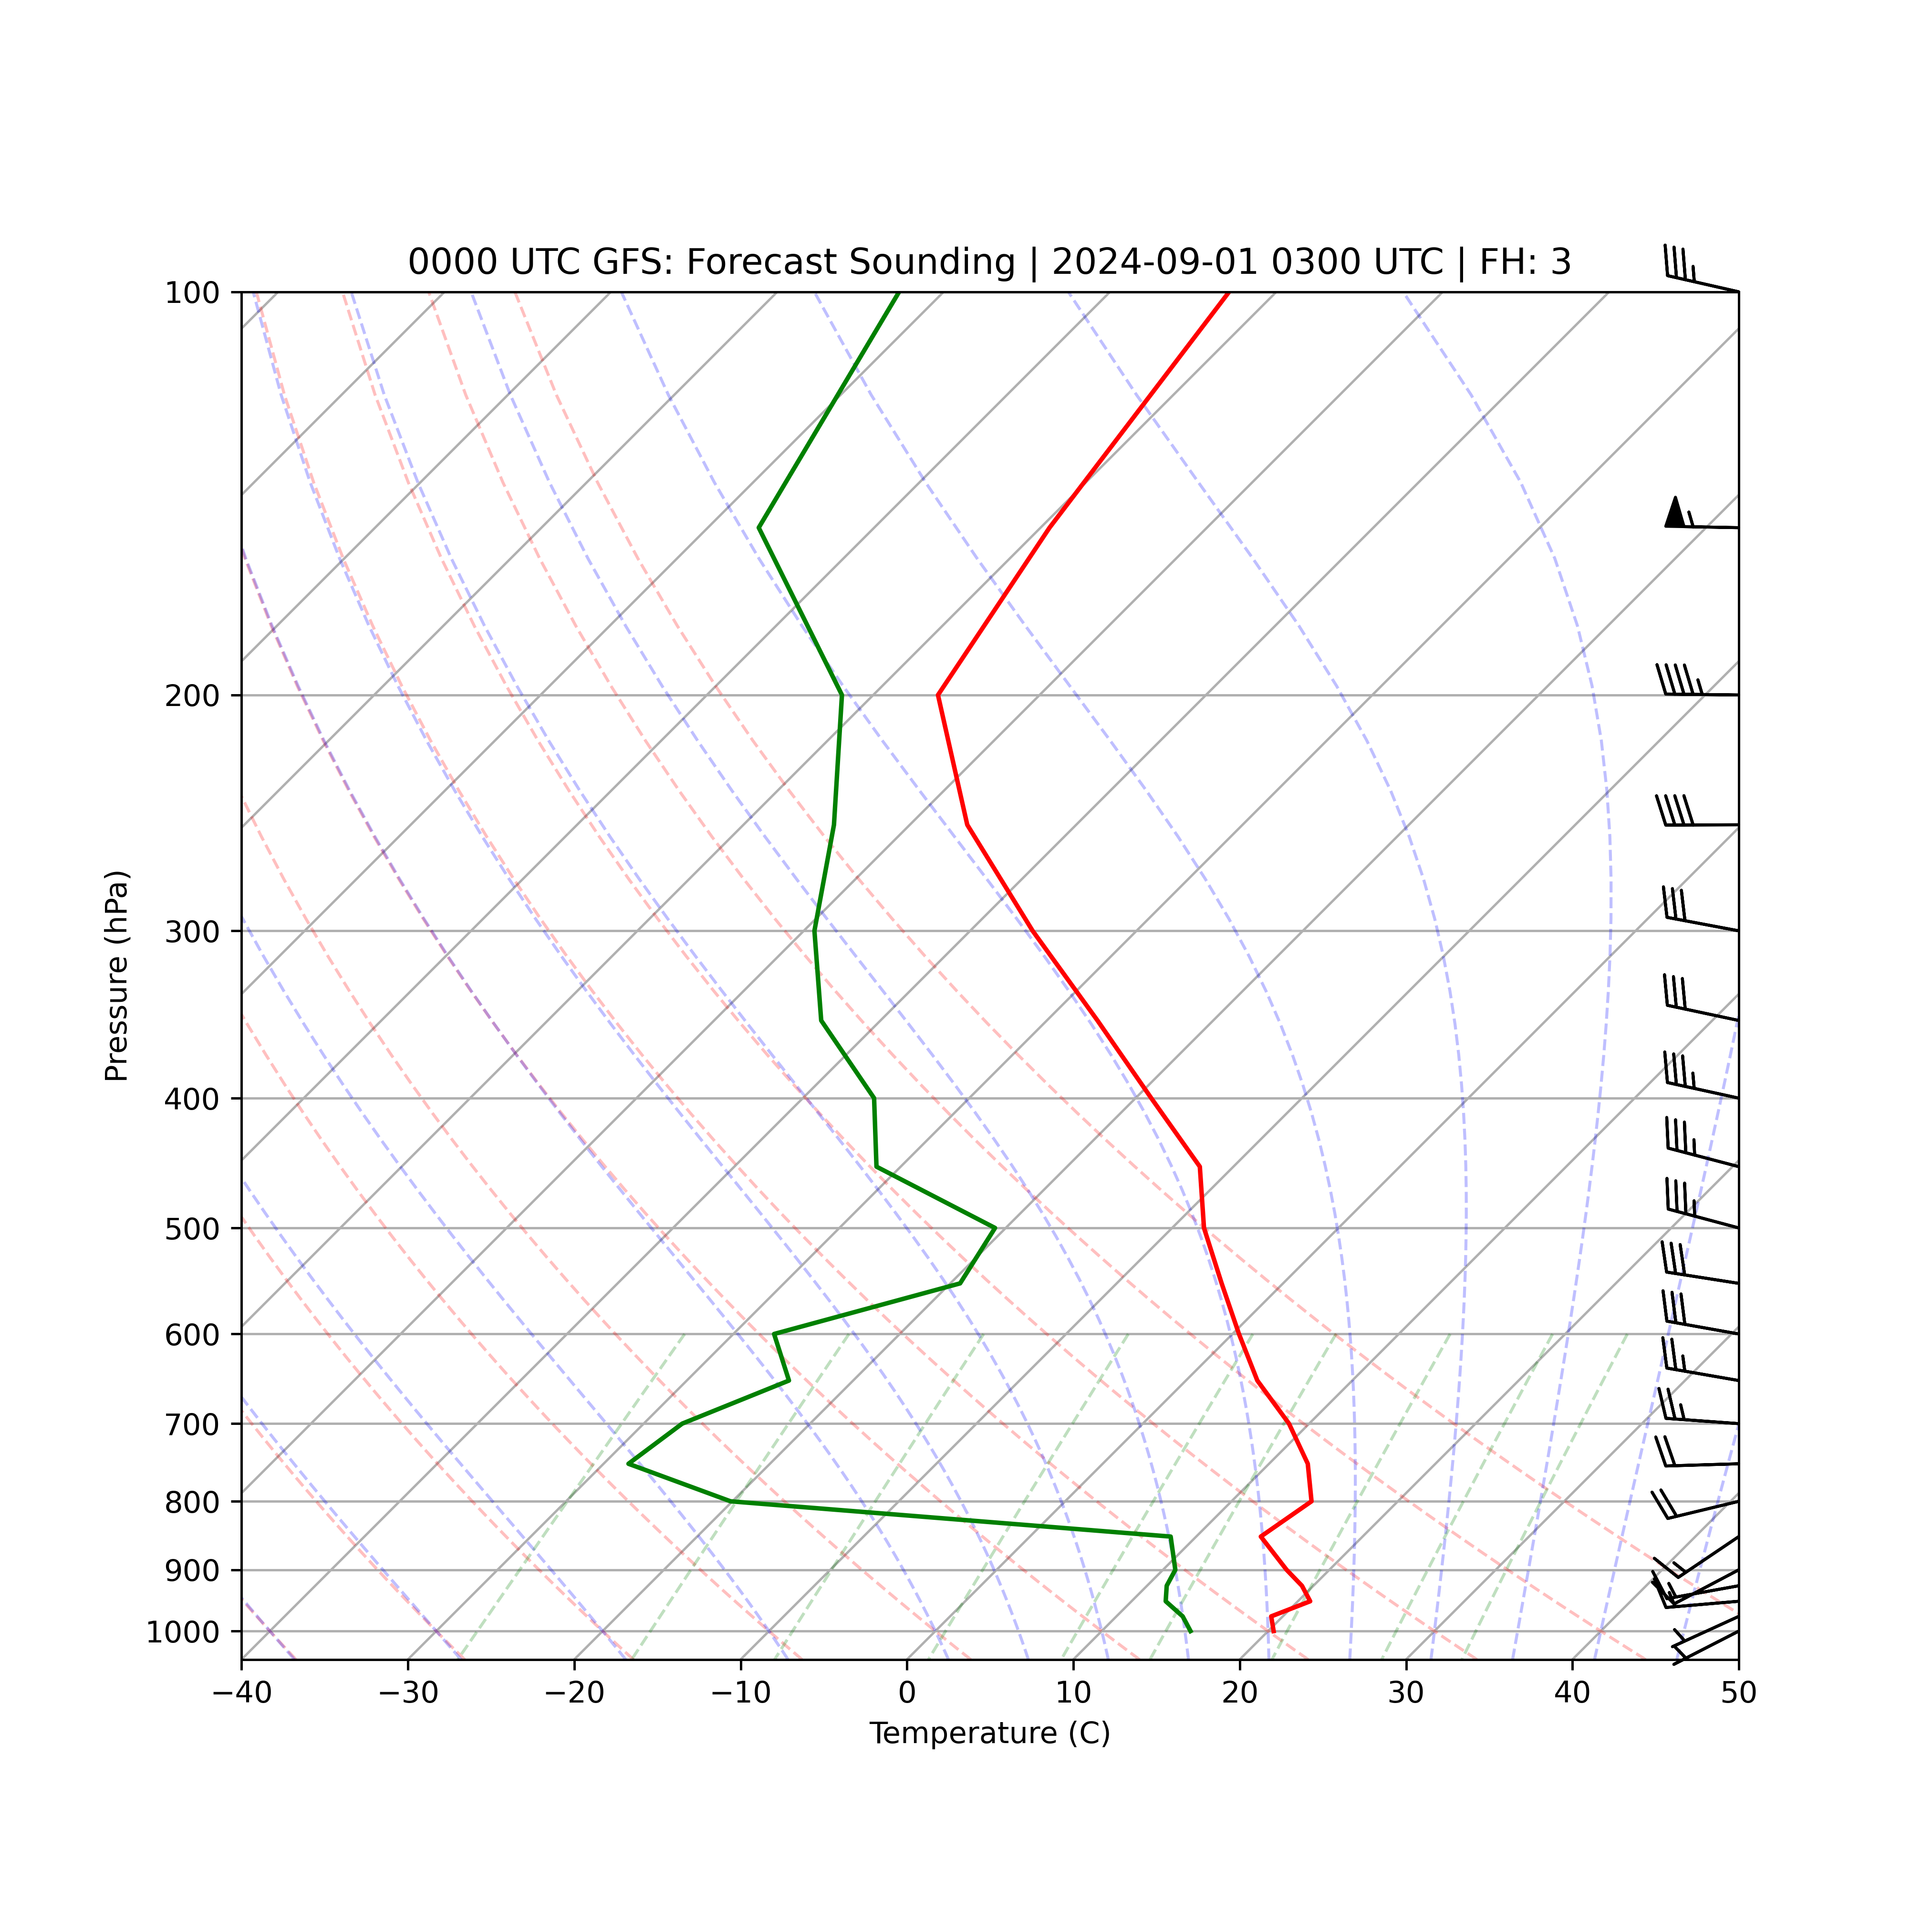 0000 UTC GFS: Forecast Sounding | 2024-09-01 0300 UTC | FH: 3
100
200
300
400
500
600
700
800
900
1000
Pressure (hPa)
−40 −30 −20 −10 0 10 20 30 40 50
Temperature (C)